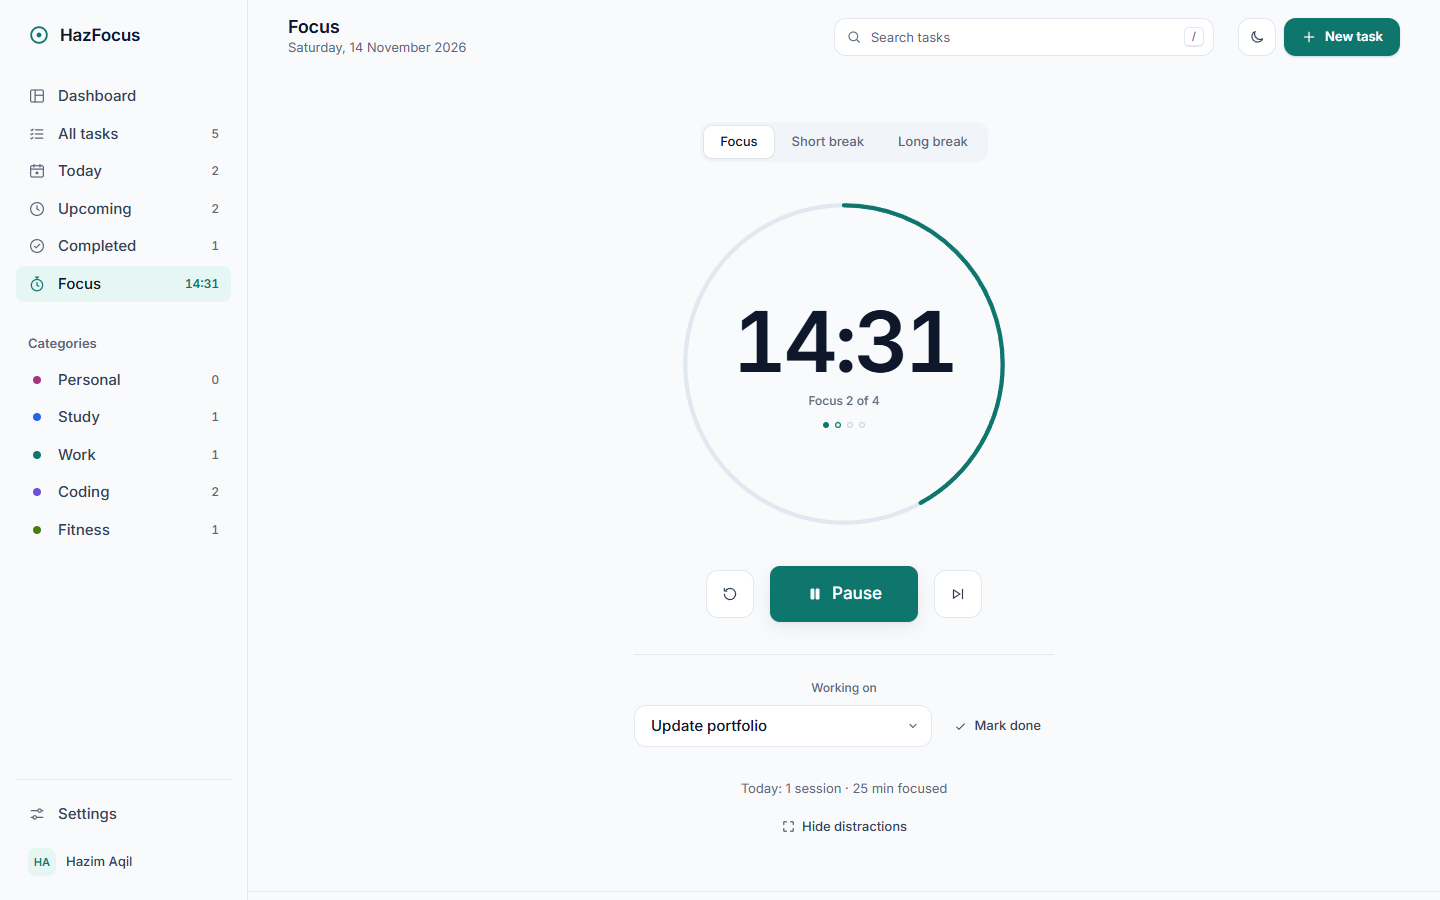 HazFocus
Dashboard
All tasks 5
Today 2
Upcoming 2
Completed 1
Focus 14:31
Categories
Personal 0
Study 1
Work 1
Coding 2
Fitness 1
Settings
HA Hazim Aqil
Focus
Saturday, 14 November 2026
Search tasks /
New task
Focus Short break Long break
14:31
Focus 2 of 4
Pause
Working on
Update portfolio
Mark done
Today: 1 session · 25 min focused
Hide distractions